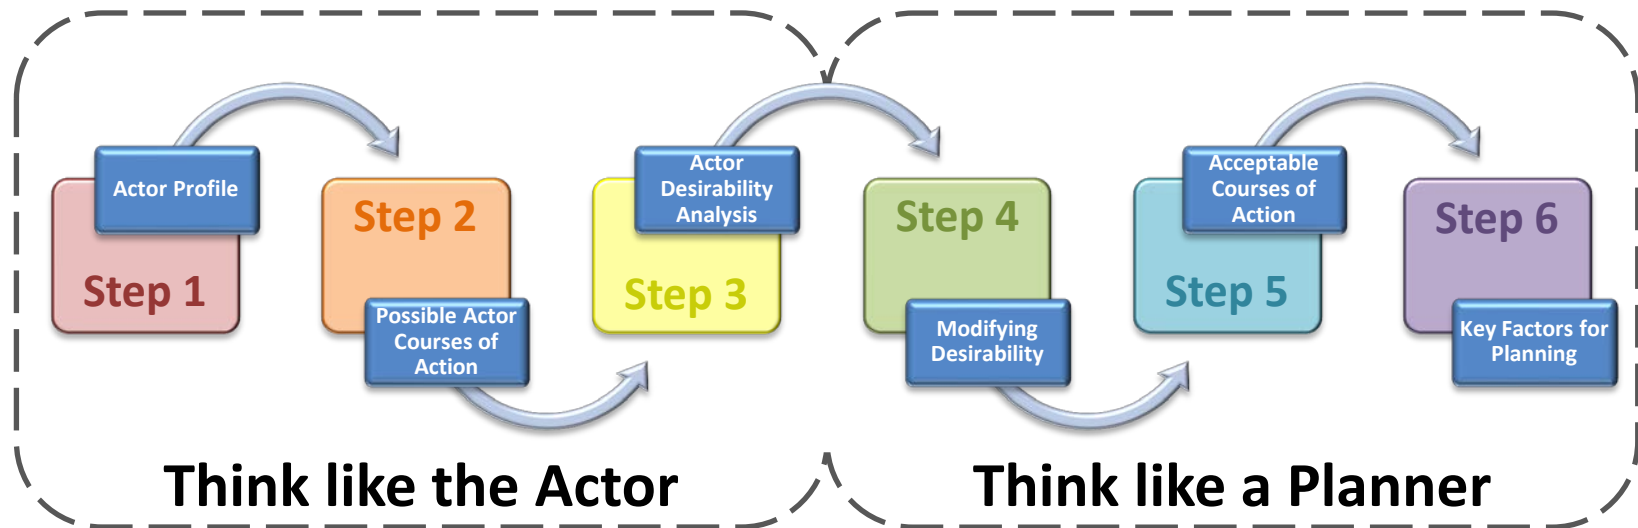 Actor Profile
Step 1
Step 2
Possible Actor
Courses of
Action
Actor
Desirability
Analysis
Step 3
Step 4
Modifying
Desirability
Acceptable
Courses of
Action
Step 5
Step 6
Key Factors for
Planning
Think like the Actor
Think like a Planner